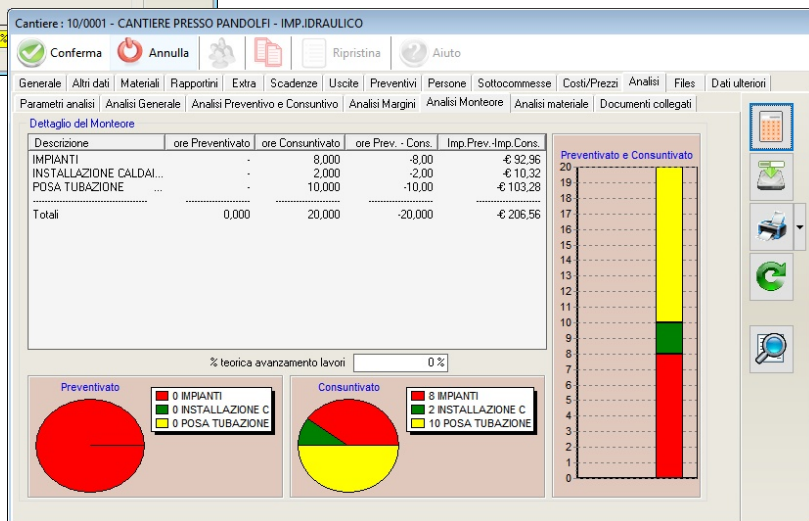 Cantiere : 10/0001 - CANTIERE PRESSO PANDOLFI - IMP.IDRAULICO
%
Conferma Annulla Ripristina Aiuto
Generale Altri dati Materiali Rapportini Extra Scadenze Uscite Preventivi Persone Sottocommesse Costi/Prezzi Analisi Files Dati ulteriori
Parametri analisi Analisi Generale Analisi Preventivo e Consuntivo Analisi Margini Analisi Monteore Analisi materiale Documenti collegati
Dettaglio del Monteore
Descrizione ore Preventivato ore Consuntivato ore Prev. - Cons. Imp.Prev.-Imp.Cons.
IMPIANTI - 8,000 -8,00 -€ 92,96
INSTALLAZIONE CALDAI... - 2,000 -2,00 -€ 10,32
POSA TUBAZIONE ... - 10,000 -10,00 -€ 103,28
Totali 0,000 20,000 -20,000 -€ 206,56
Preventivato e Consuntivato
20
19
18
17
16
15
14
13
12
11
10
9
8
7
6
5
4
3
2
1
0
% teorica avanzamento lavori 0 %
Preventivato
0 IMPIANTI
0 INSTALLAZIONE C
0 POSA TUBAZIONE
Consuntivato
8 IMPIANTI
2 INSTALLAZIONE C
10 POSA TUBAZIONE